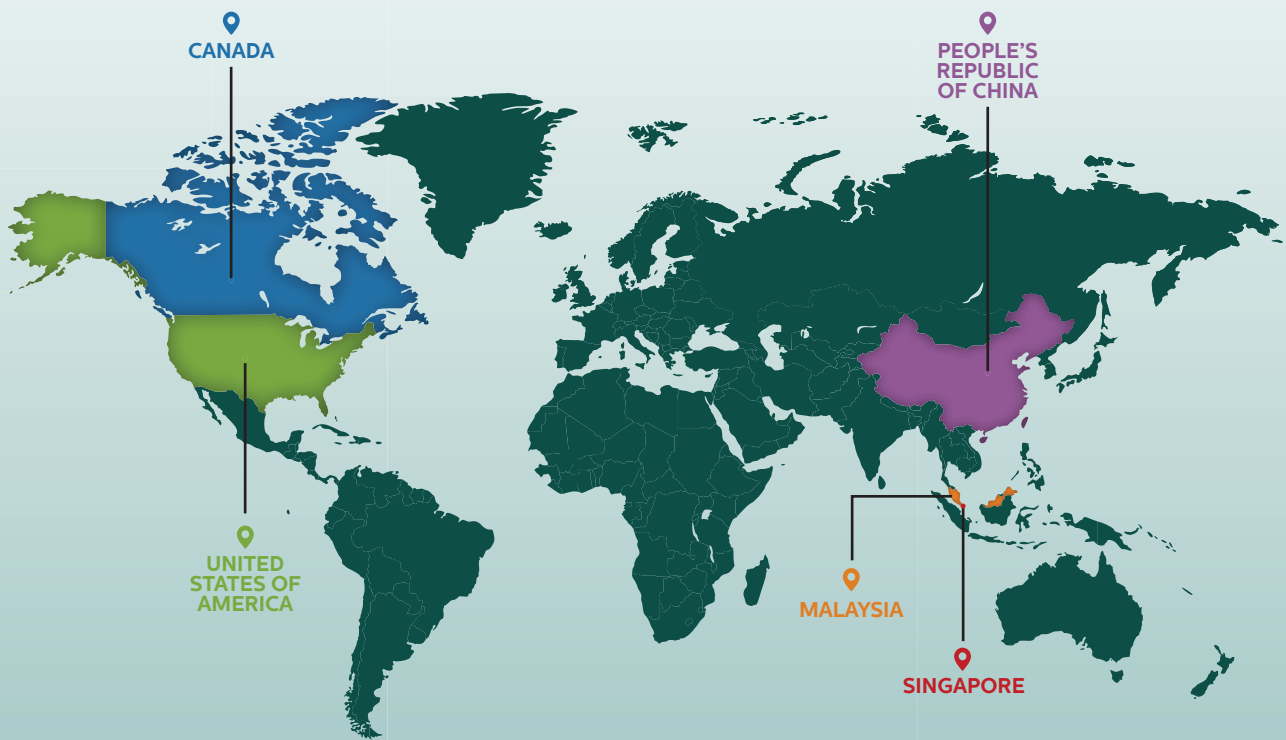 CANADA
PEOPLE'S
REPUBLIC
OF CHINA
UNITED
STATES OF
AMERICA
MALAYSIA
SINGAPORE